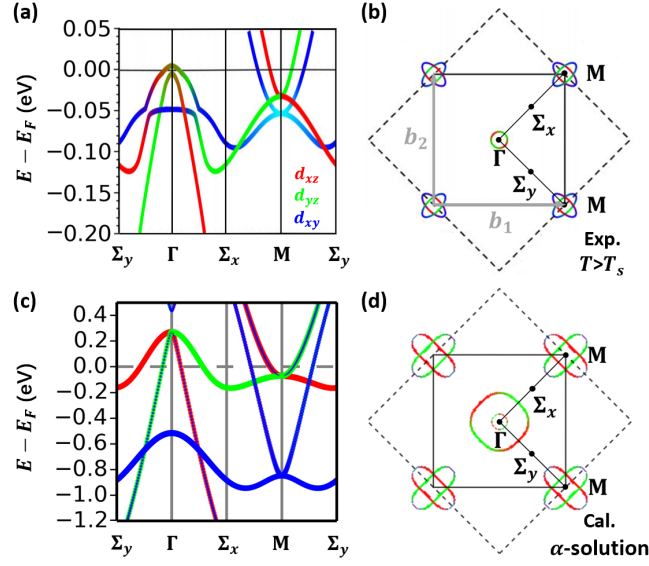 (a)
E − E_F (eV)
0.00
−0.05
−0.10
−0.15
−0.20
d_xz
d_yz
d_xy
Σ_y Γ Σ_x M Σ_y
(b)
M
Σ_x
b_2
Γ
Σ_y
M
b_1
Exp.
T>T_s
(c)
E − E_F (eV)
0.4
0.2
0.0
−0.2
−0.4
−0.6
−0.8
−1.0
−1.2
Σ_y Γ Σ_x M Σ_y
(d)
M
Σ_x
Γ
Σ_y
M
Cal.
α-solution